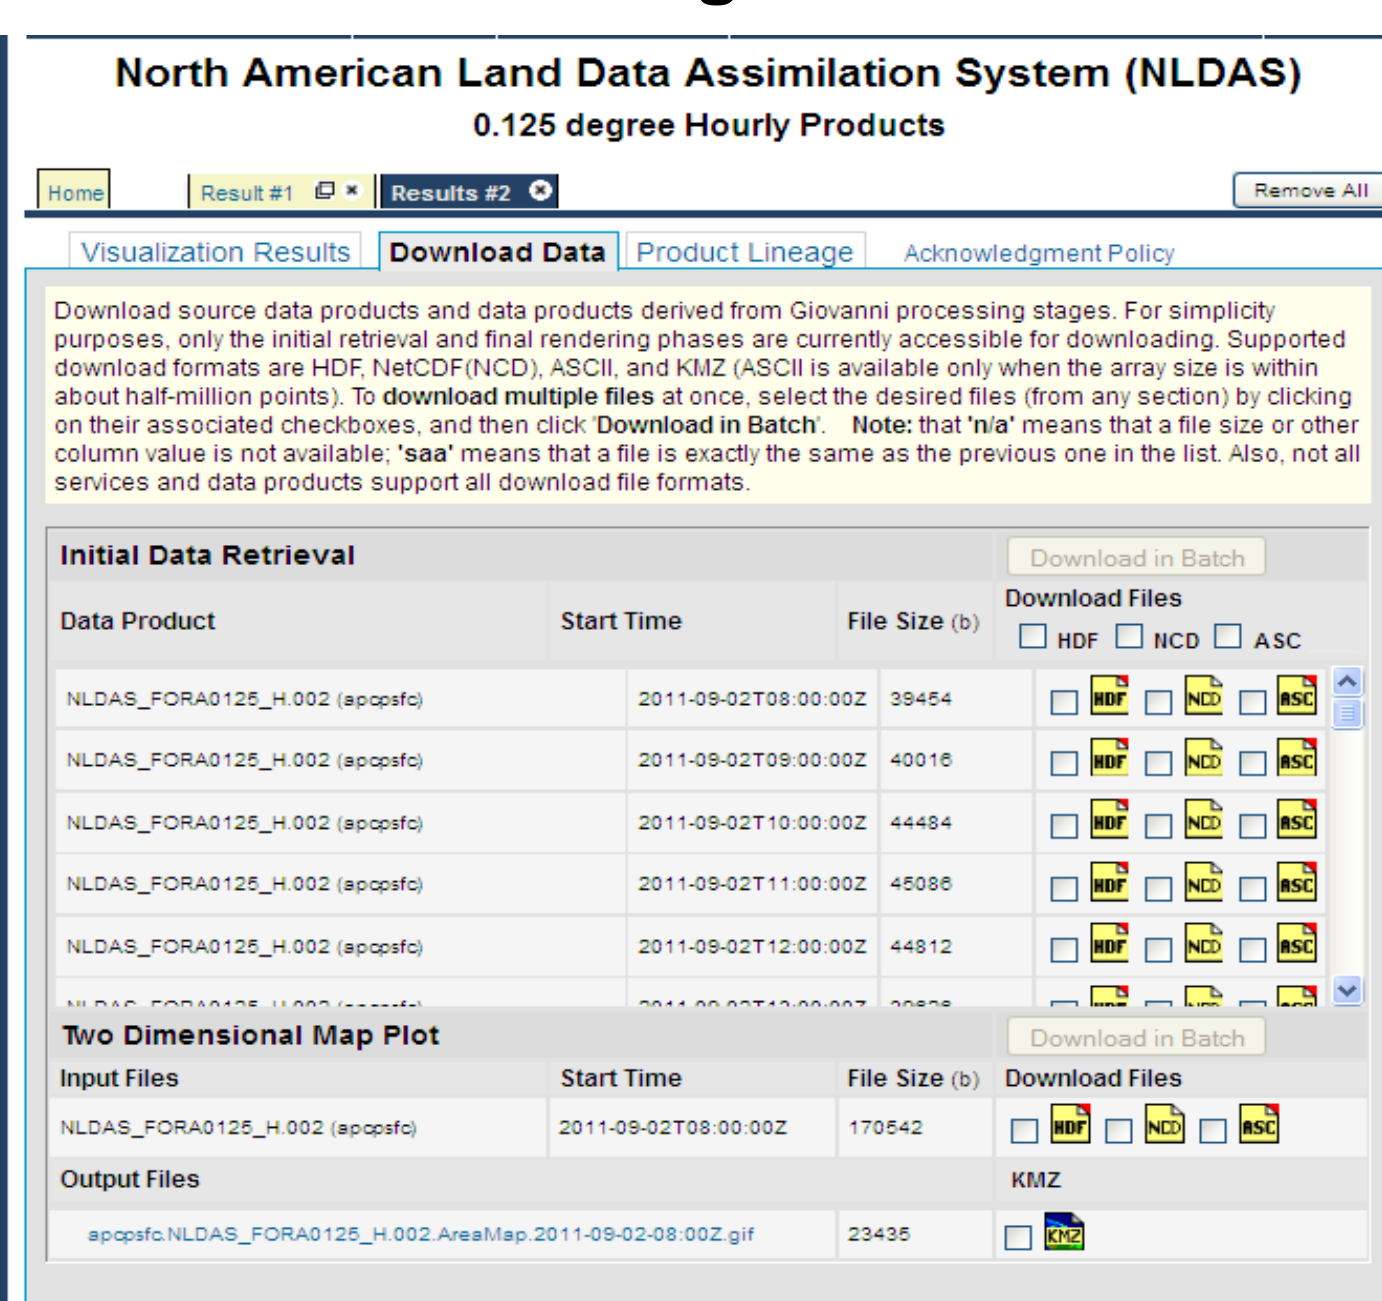 North American Land Data Assimilation System (NLDAS)
0.125 degree Hourly Products
Home Result #1 Results #2 Remove All
Visualization Results Download Data Product Lineage Acknowledgment Policy
Download source data products and data products derived from Giovanni processing stages. For simplicity
purposes, only the initial retrieval and final rendering phases are currently accessible for downloading. Supported
download formats are HDF, NetCDF(NCD), ASCII, and KMZ (ASCII is available only when the array size is within
about half-million points). To download multiple files at once, select the desired files (from any section) by clicking
on their associated checkboxes, and then click 'Download in Batch'. Note: that 'n/a' means that a file size or other
column value is not available; 'saa' means that a file is exactly the same as the previous one in the list. Also, not all
services and data products support all download file formats.
Initial Data Retrieval Download in Batch
Data Product Start Time File Size (b) Download Files
HDF NCD ASC
NLDAS_FORA0125_H.002 (apcpsfc) 2011-09-02T08:00:00Z 39454 HDF NCD ASC
NLDAS_FORA0125_H.002 (apcpsfc) 2011-09-02T09:00:00Z 40016 HDF NCD ASC
NLDAS_FORA0125_H.002 (apcpsfc) 2011-09-02T10:00:00Z 44484 HDF NCD ASC
NLDAS_FORA0125_H.002 (apcpsfc) 2011-09-02T11:00:00Z 45086 HDF NCD ASC
NLDAS_FORA0125_H.002 (apcpsfc) 2011-09-02T12:00:00Z 44812 HDF NCD ASC
NLDAS_FORA0125_H.002 (apcpsfc) 2011-09-02T13:00:00Z
Two Dimensional Map Plot Download in Batch
Input Files Start Time File Size (b) Download Files
NLDAS_FORA0125_H.002 (apcpsfc) 2011-09-02T08:00:00Z 170542 HDF NCD ASC
Output Files KMZ
apcpsfc.NLDAS_FORA0125_H.002.AreaMap.2011-09-02-08:00Z.gif 23435 KMZ